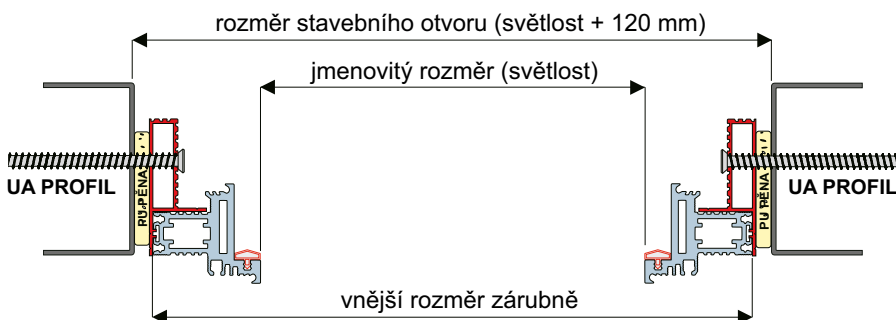 rozměr stavebního otvoru (světlost + 120 mm)
jmenovitý rozměr (světlost)
UA PROFIL
PU PĚNA
PU PĚNA
UA PROFIL
vnější rozměr zárubně